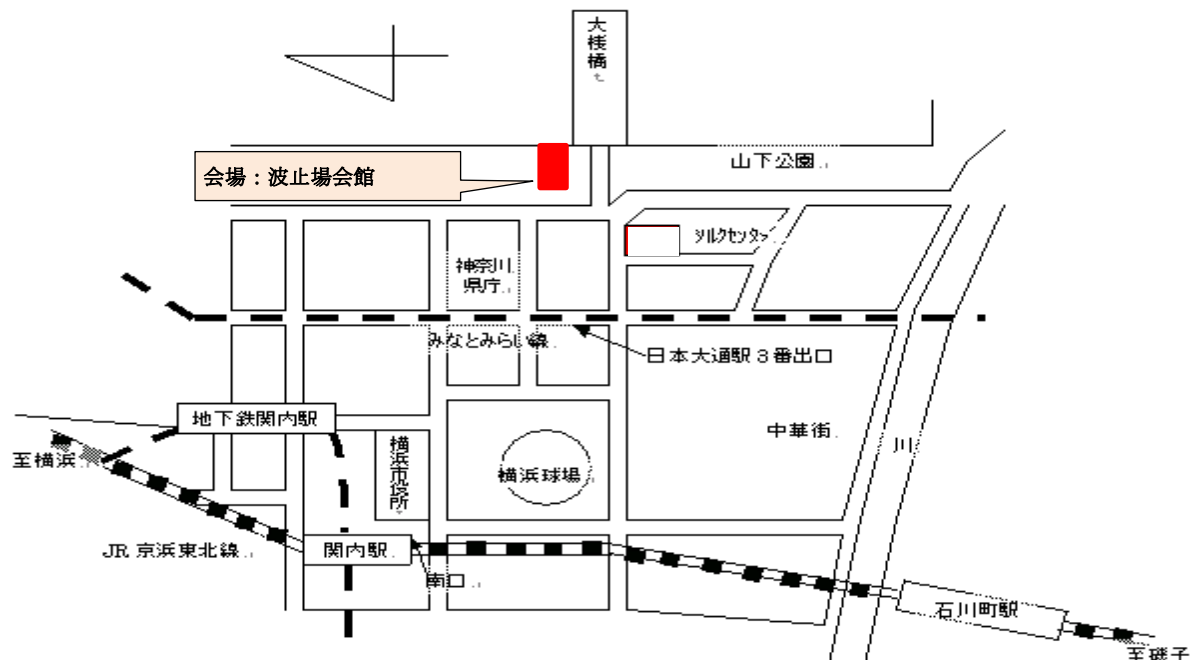 大桟橋
会場：波止場会館
山下公園
シルクセンター
神奈川
県庁
みなとみらい線
日本大通駅３番出口
地下鉄関内駅
横浜市役所
横浜球場
中華街
川
至横浜
JR 京浜東北線
関内駅
南口
石川町駅
至磯子